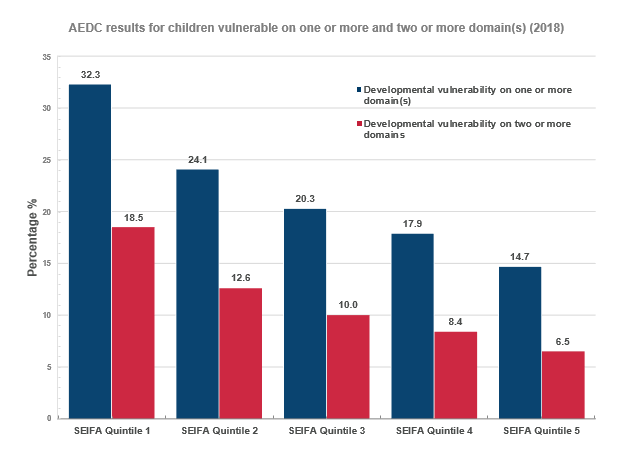 AEDC results for children vulnerable on one or more and two or more domain(s) (2018)
Percentage %
35
30
25
20
15
10
5
0
Developmental vulnerability on one or more
domain(s)
Developmental vulnerability on two or more
domains
32.3
18.5
24.1
12.6
20.3
10.0
17.9
8.4
14.7
6.5
SEIFA Quintile 1
SEIFA Quintile 2
SEIFA Quintile 3
SEIFA Quintile 4
SEIFA Quintile 5